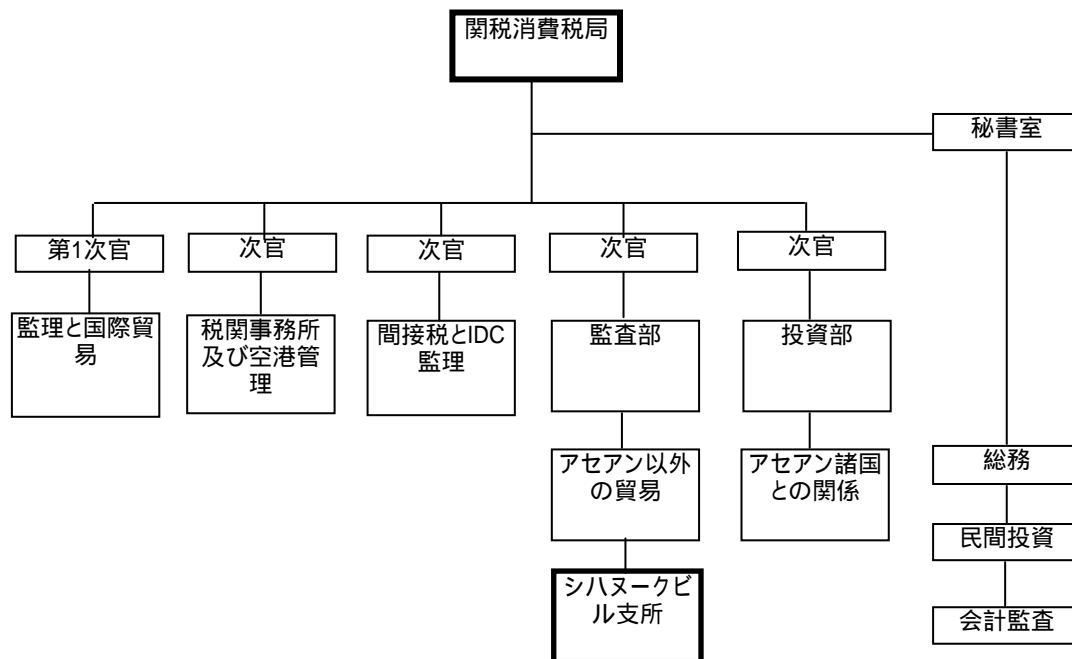 関税消費税局
秘書室
第1次官
次官
次官
次官
次官
監理と国際貿
易
税関事務所
及び空港管
理
間接税とIDC
監理
監査部
投資部
アセアン以外
の貿易
アセアン諸国
との関係
総務
民間投資
シハヌークビ
ル支所
会計監査